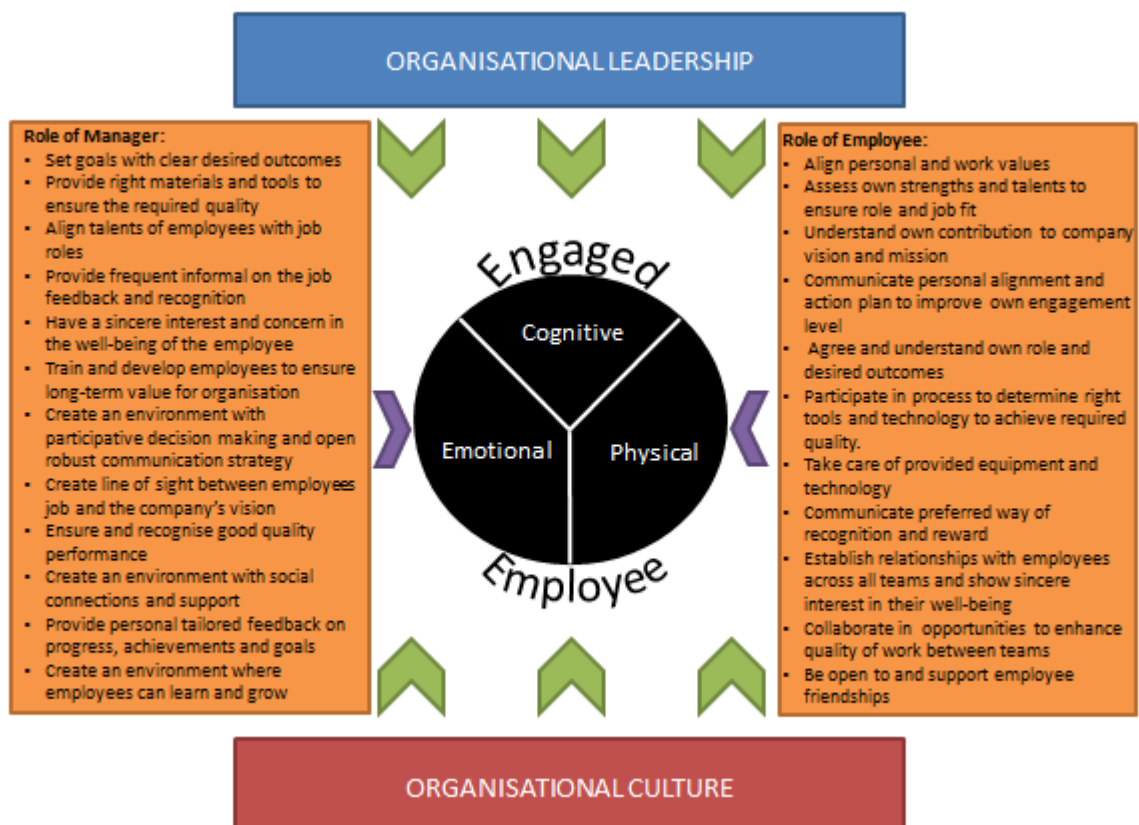 ORGANISATIONAL LEADERSHIP
Role of Manager:
• Set goals with clear desired outcomes
• Provide right materials and tools to
ensure the required quality
• Align talents of employees with job
roles
• Provide frequent informal on the job
feedback and recognition
• Have a sincere interest and concern in
the well-being of the employee
• Train and develop employees to ensure
long-term value for organisation
• Create an environment with
participative decision making and open
robust communication strategy
• Create line of sight between employees
job and the company's vision
• Ensure and recognise good quality
performance
• Create an environment with social
connections and support
• Provide personal tailored feedback on
progress, achievements and goals
• Create an environment where
employees can learn and grow
Engaged
Cognitive
Emotional
Physical
Employee
Role of Employee:
• Align personal and work values
• Assess own strengths and talents to
ensure role and job fit
• Understand own contribution to company
vision and mission
• Communicate personal alignment and
action plan to improve own engagement
level
• Agree and understand own role and
desired outcomes
• Participate in process to determine right
tools and technology to achieve required
quality.
• Take care of provided equipment and
technology
• Communicate preferred way of
recognition and reward
• Establish relationships with employees
across all teams and show sincere
interest in their well-being
• Collaborate in opportunities to enhance
quality of work between teams
• Be open to and support employee
friendships
ORGANISATIONAL CULTURE